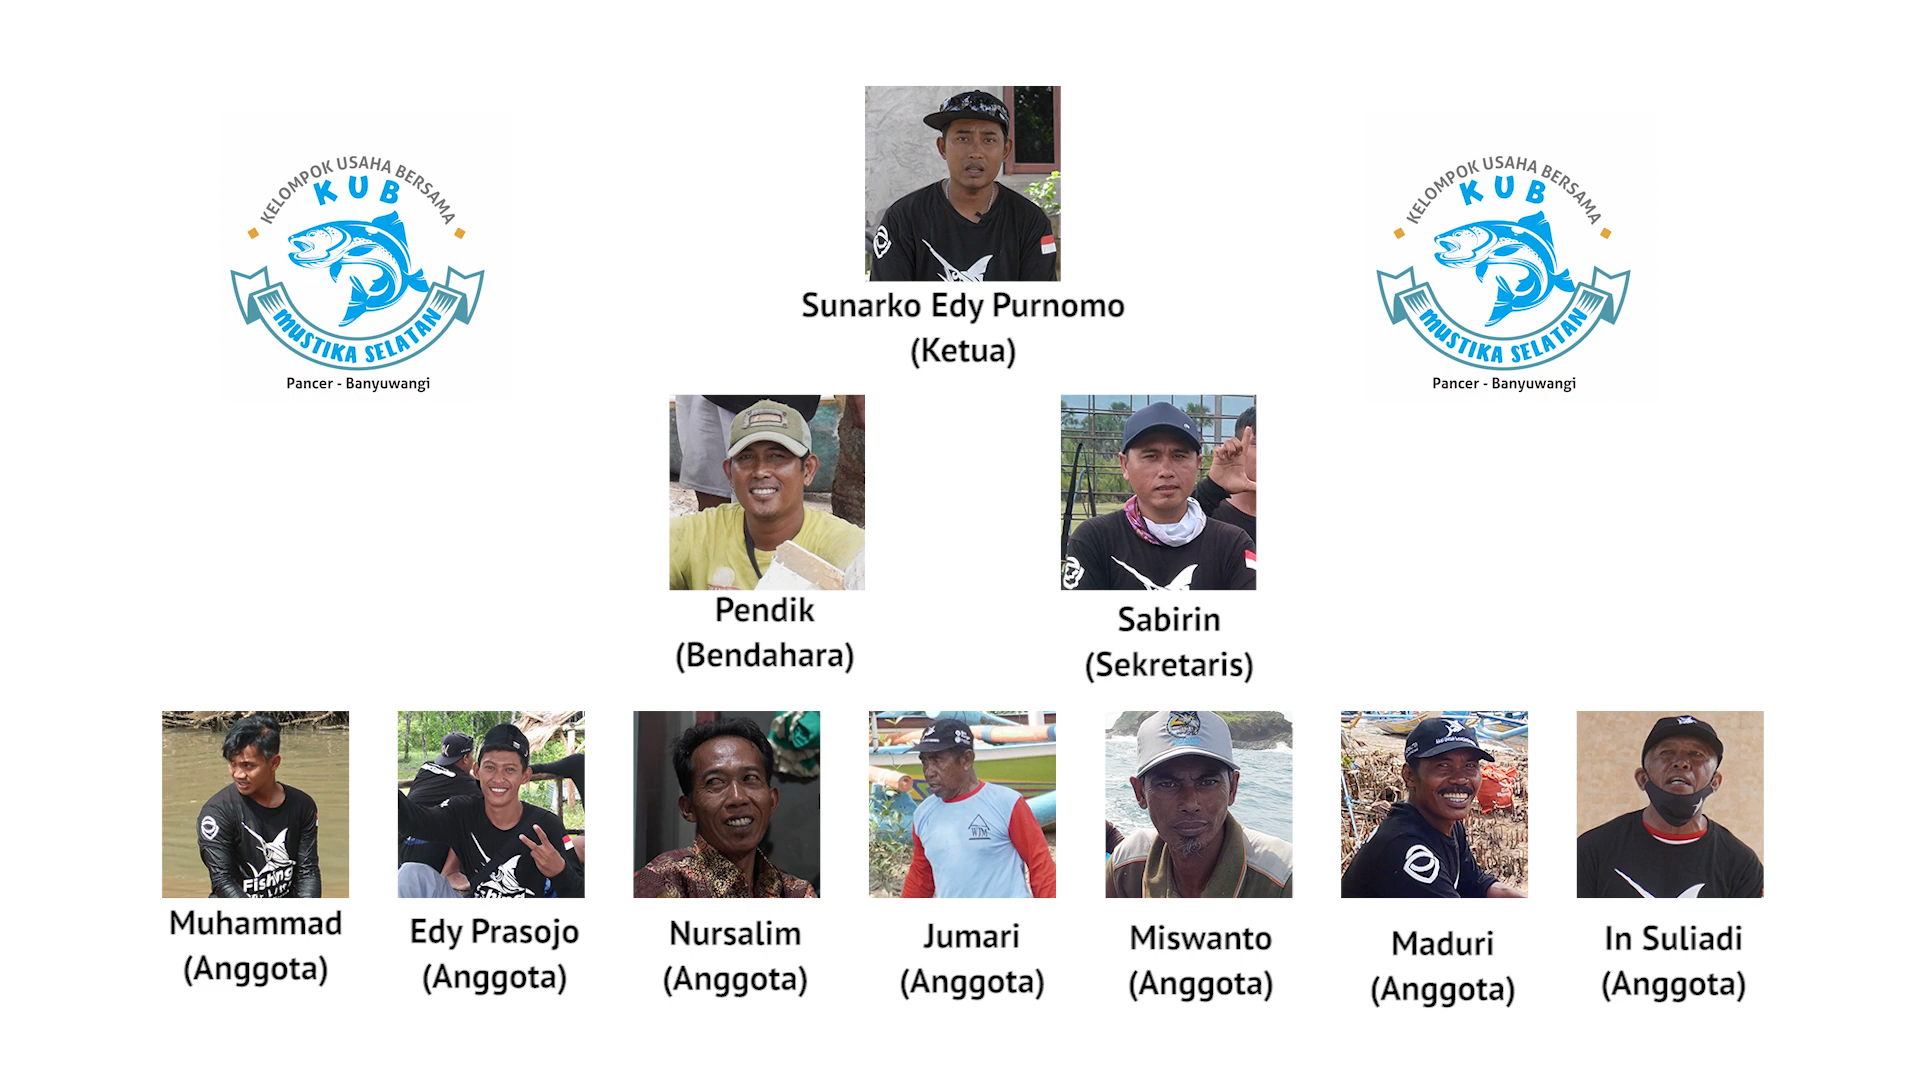 KELOMPOK USAHA BERSAMA
KUB
MUSTIKA SELATAN
Pancer - Banyuwangi
KELOMPOK USAHA BERSAMA
KUB
MUSTIKA SELATAN
Pancer - Banyuwangi
Sunarko Edy Purnomo
(Ketua)
Pendik
(Bendahara)
Sabirin
(Sekretaris)
WJM
Fishing
Muhammad
(Anggota)
Edy Prasojo
(Anggota)
Nursalim
(Anggota)
Jumari
(Anggota)
Miswanto
(Anggota)
Maduri
(Anggota)
In Suliadi
(Anggota)